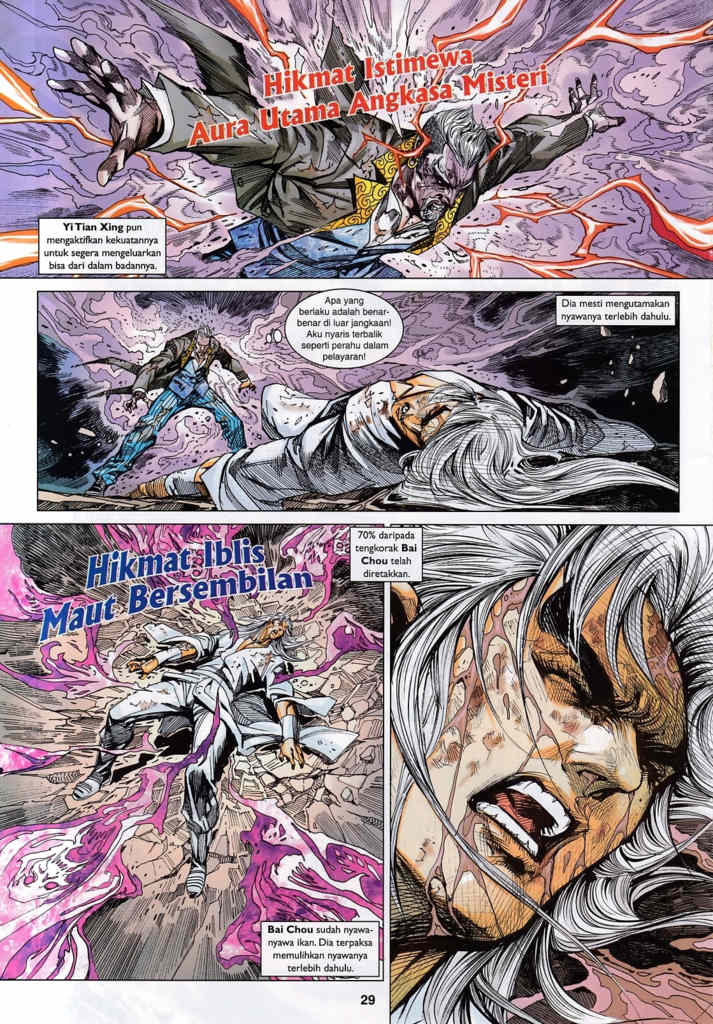 Hikmat Istimewa
Aura Utama Angkasa Misteri
Yi Tian Xing pun
mengaktifkan kekuatannya
untuk segera mengeluarkan
bisa dari dalam badannya.
Apa yang
berlaku adalah benar-
benar di luar jangkaan!
Aku nyaris terbalik
seperti perahu dalam
pelayaran!
Dia mesti mengutamakan
nyawanya terlebih dahulu.
Hikmat Iblis
Maut Bersembilan
70% daripada
tengkorak Bai
Chou telah
diretakkan.
Bai Chou sudah nyawa-
nyawa ikan. Dia terpaksa
memulihkan nyawanya
terlebih dahulu.
29